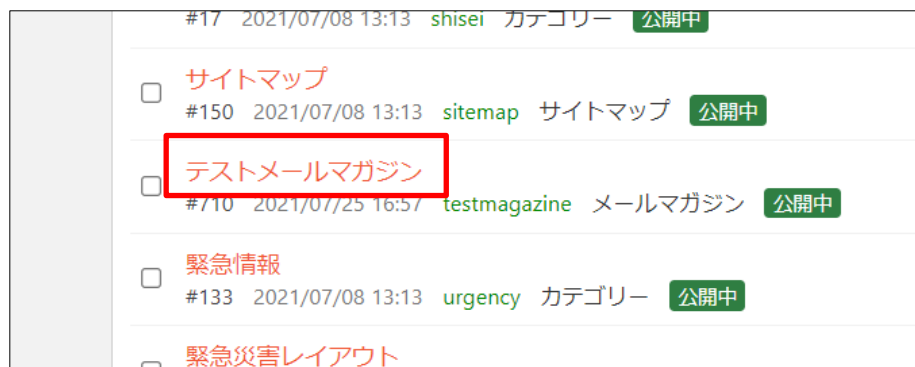 #17 2021/07/08 13:13 shisei カテゴリー 公開中
サイトマップ
#150 2021/07/08 13:13 sitemap サイトマップ 公開中
テストメールマガジン
#710 2021/07/25 16:57 testmagazine メールマガジン 公開中
緊急情報
#133 2021/07/08 13:13 urgency カテゴリー 公開中
緊急災害レイアウト